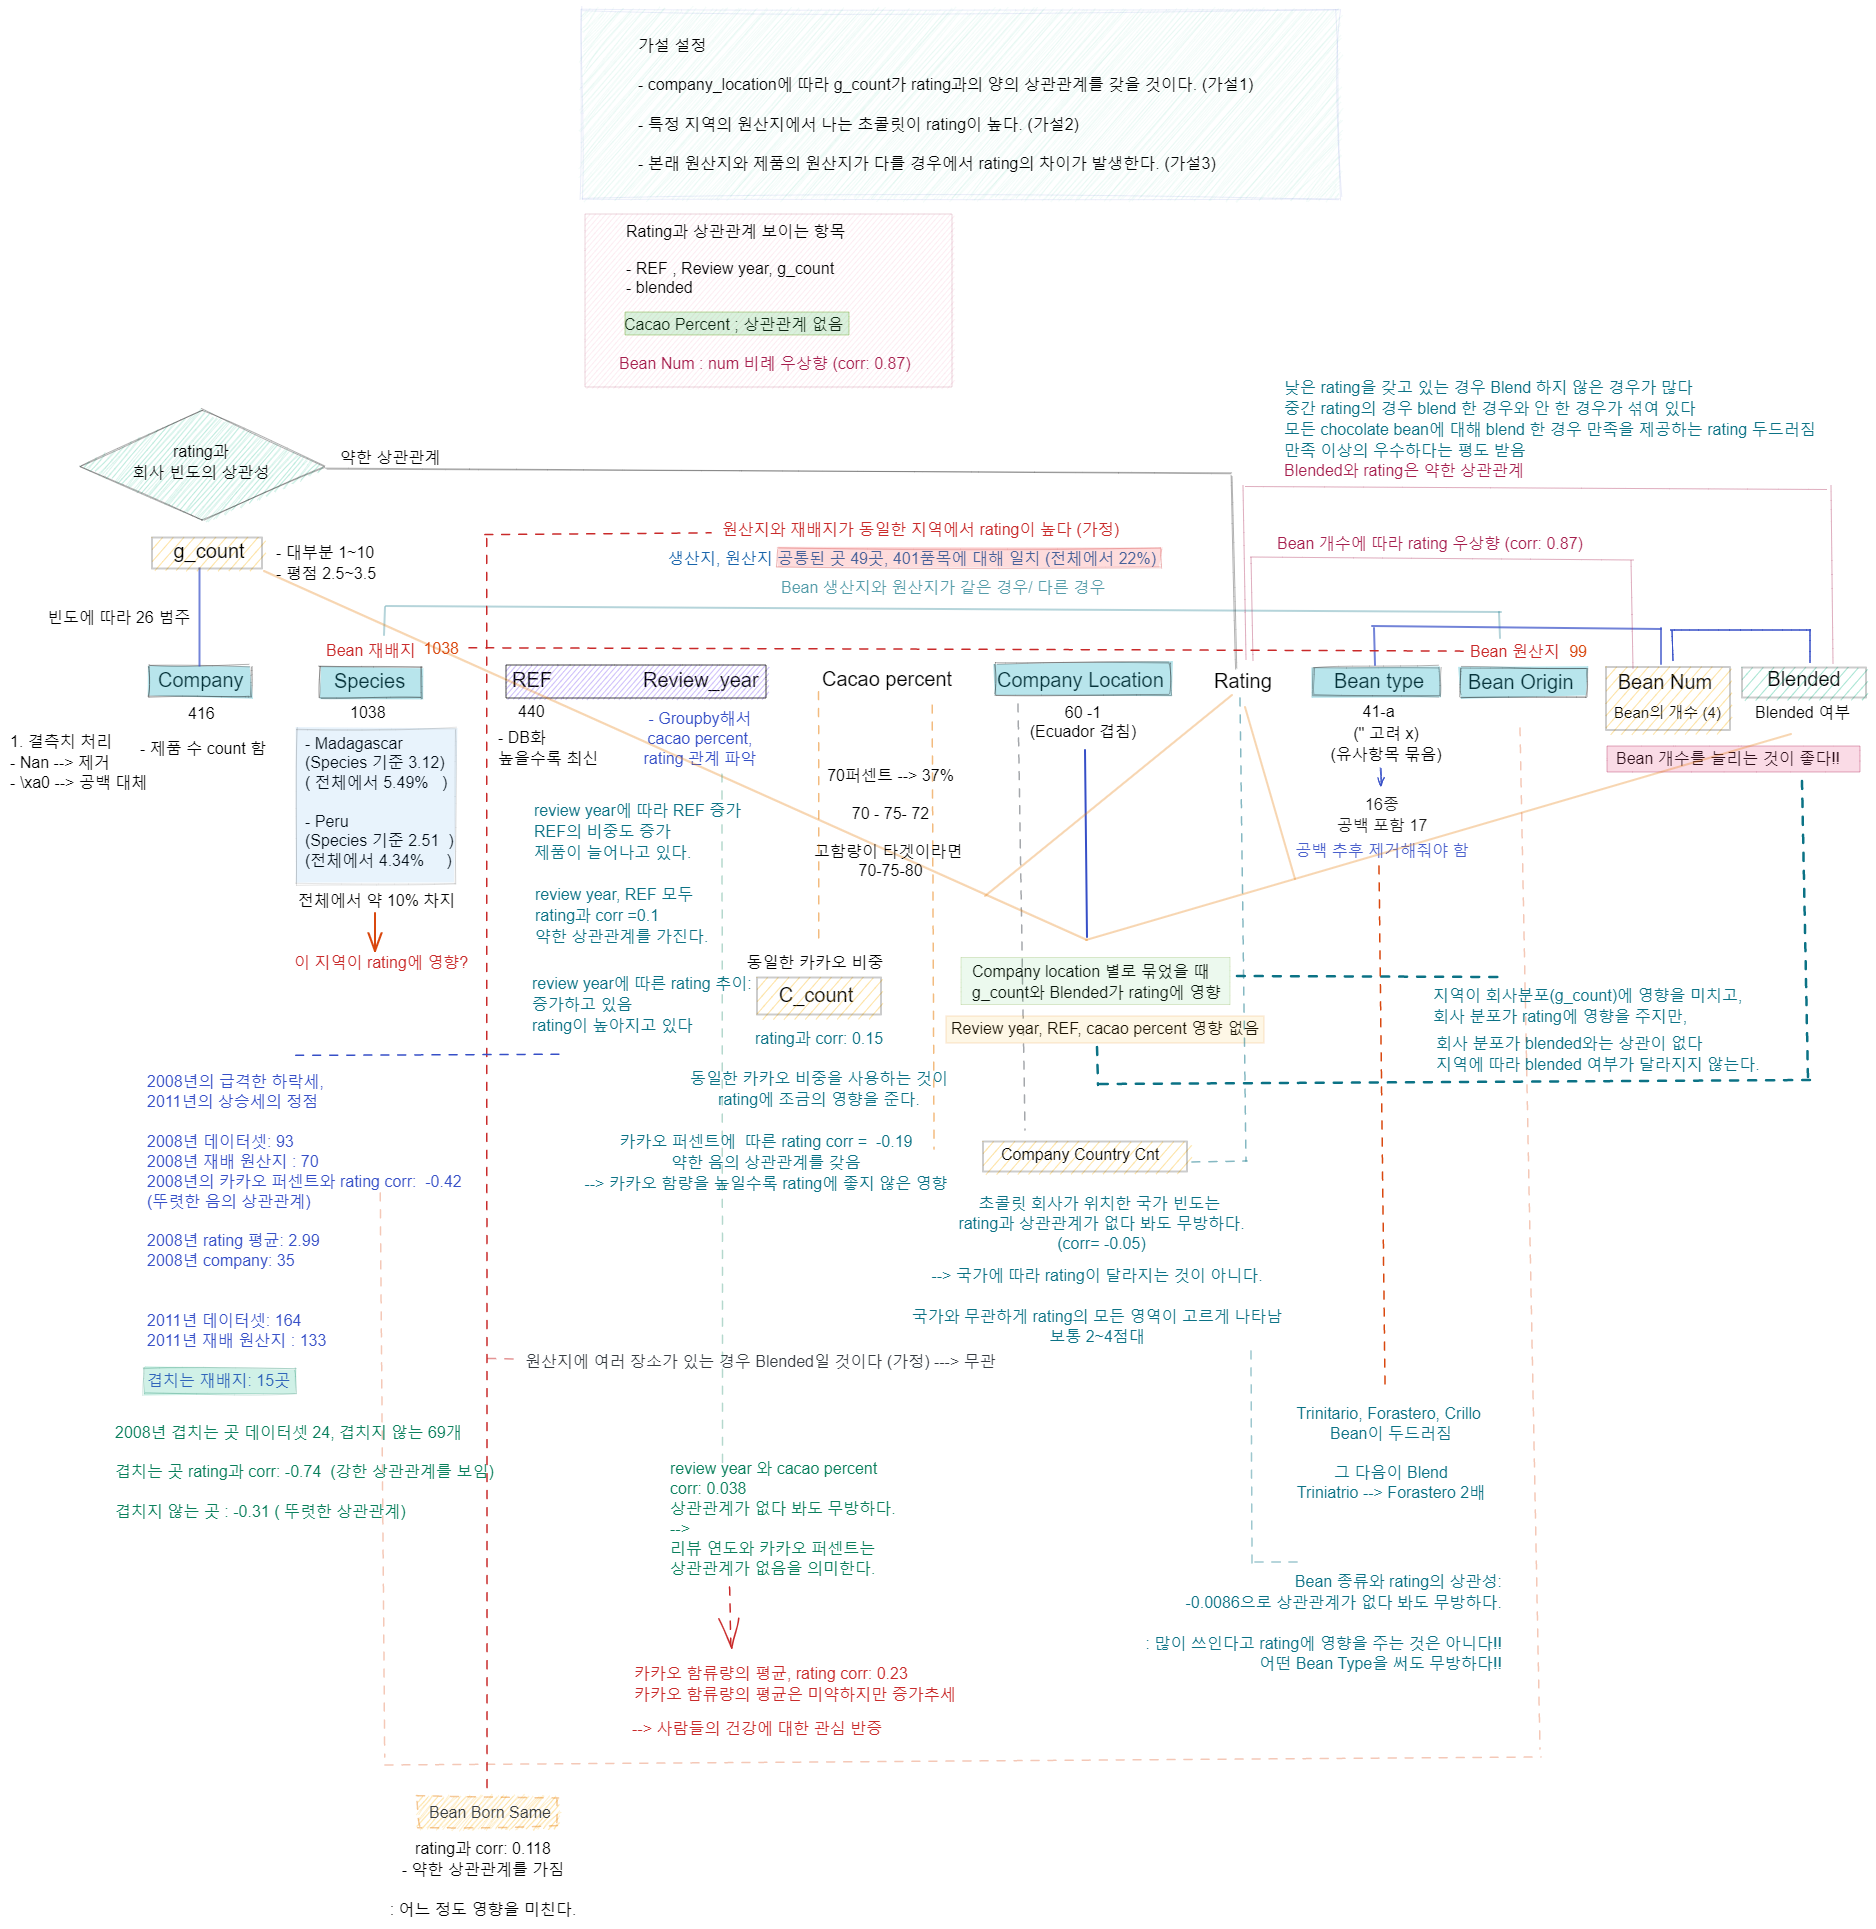 가설 설정
- company_location에 따라 g_count가 rating과의 양의 상관관계를 갖을 것이다. (가설1)
- 특정 지역의 원산지에서 나는 초콜릿이 rating이 높다. (가설2)
- 본래 원산지와 제품의 원산지가 다를 경우에서 rating의 차이가 발생한다. (가설3)
Rating과 상관관계 보이는 항목
- REF , Review year, g_count
- blended
Cacao Percent ; 상관관계 없음
Bean Num : num 비례 우상향 (corr: 0.87)
낮은 rating을 갖고 있는 경우 Blend 하지 않은 경우가 많다
중간 rating의 경우 blend 한 경우와 안 한 경우가 섞여 있다
모든 chocolate bean에 대해 blend 한 경우 만족을 제공하는 rating 두드러짐
만족 이상의 우수하다는 평도 받음
Blended와 rating은 약한 상관관계
rating과
회사 빈도의 상관성
약한 상관관계
원산지와 재배지가 동일한 지역에서 rating이 높다 (가정)
생산지, 원산지 공통된 곳 49곳, 401품목에 대해 일치 (전체에서 22%)
Bean 생산지와 원산지가 같은 경우/ 다른 경우
Bean 개수에 따라 rating 우상향 (corr: 0.87)
g_count
- 대부분 1~10
- 평점 2.5~3.5
빈도에 따라 26 범주
Bean 재배지 1038
Bean 원산지 99
Company
Species
REF
Review_year
Cacao percent
Company Location
Rating
Bean type
Bean Origin
Bean Num
Bean의 개수 (4)
Blended
Blended 여부
Bean 개수를 늘리는 것이 좋다!!
416
- 제품 수 count 함
1. 결측치 처리
- Nan --> 제거
- \xa0 --> 공백 대체
1038
- Madagascar
(Species 기준 3.12)
( 전체에서 5.49% )
- Peru
(Species 기준 2.51 )
(전체에서 4.34% )
전체에서 약 10% 차지
이 지역이 rating에 영향?
440
- DB화
높을수록 최신
- Groupby해서
cacao percent,
rating 관계 파악
review year에 따라 REF 증가
REF의 비중도 증가
제품이 늘어나고 있다.
review year, REF 모두
rating과 corr =0.1
약한 상관관계를 가진다.
review year에 따른 rating 추이:
증가하고 있음
rating이 높아지고 있다
70퍼센트 --> 37%
70 - 75- 72
고함량이 타겟이라면
70-75-80
동일한 카카오 비중
C_count
rating과 corr: 0.15
동일한 카카오 비중을 사용하는 것이
rating에 조금의 영향을 준다.
카카오 퍼센트에 따른 rating corr = -0.19
약한 음의 상관관계를 갖음
--> 카카오 함량을 높일수록 rating에 좋지 않은 영향
60 -1
(Ecuador 겹침)
Company location 별로 묶었을 때
g_count와 Blended가 rating에 영향
Review year, REF, cacao percent 영향 없음
41-a
('' 고려 x)
(유사항목 묶음)
16종
공백 포함 17
공백 추후 제거해줘야 함
지역이 회사분포(g_count)에 영향을 미치고,
회사 분포가 rating에 영향을 주지만,
회사 분포가 blended와는 상관이 없다
지역에 따라 blended 여부가 달라지지 않는다.
2008년의 급격한 하락세,
2011년의 상승세의 정점
2008년 데이터셋: 93
2008년 재배 원산지 : 70
2008년의 카카오 퍼센트와 rating corr: -0.42
(뚜렷한 음의 상관관계)
2008년 rating 평균: 2.99
2008년 company: 35
2011년 데이터셋: 164
2011년 재배 원산지 : 133
겹치는 재배지: 15곳
2008년 겹치는 곳 데이터셋 24, 겹치지 않는 69개
겹치는 곳 rating과 corr: -0.74 (강한 상관관계를 보임)
겹치지 않는 곳 : -0.31 ( 뚜렷한 상관관계)
Company Country Cnt
초콜릿 회사가 위치한 국가 빈도는
rating과 상관관계가 없다 봐도 무방하다.
(corr= -0.05)
--> 국가에 따라 rating이 달라지는 것이 아니다.
국가와 무관하게 rating의 모든 영역이 고르게 나타남
보통 2~4점대
원산지에 여러 장소가 있는 경우 Blended일 것이다 (가정) ---> 무관
Trinitario, Forastero, Crillo
Bean이 두드러짐
그 다음이 Blend
Triniatrio --> Forastero 2배
review year 와 cacao percent
corr: 0.038
상관관계가 없다 봐도 무방하다.
-->
리뷰 연도와 카카오 퍼센트는
상관관계가 없음을 의미한다.
Bean 종류와 rating의 상관성:
-0.0086으로 상관관계가 없다 봐도 무방하다.
: 많이 쓰인다고 rating에 영향을 주는 것은 아니다!!
어떤 Bean Type을 써도 무방하다!!
카카오 함류량의 평균, rating corr: 0.23
카카오 함류량의 평균은 미약하지만 증가추세
--> 사람들의 건강에 대한 관심 반증
Bean Born Same
rating과 corr: 0.118
- 약한 상관관계를 가짐
: 어느 정도 영향을 미친다.